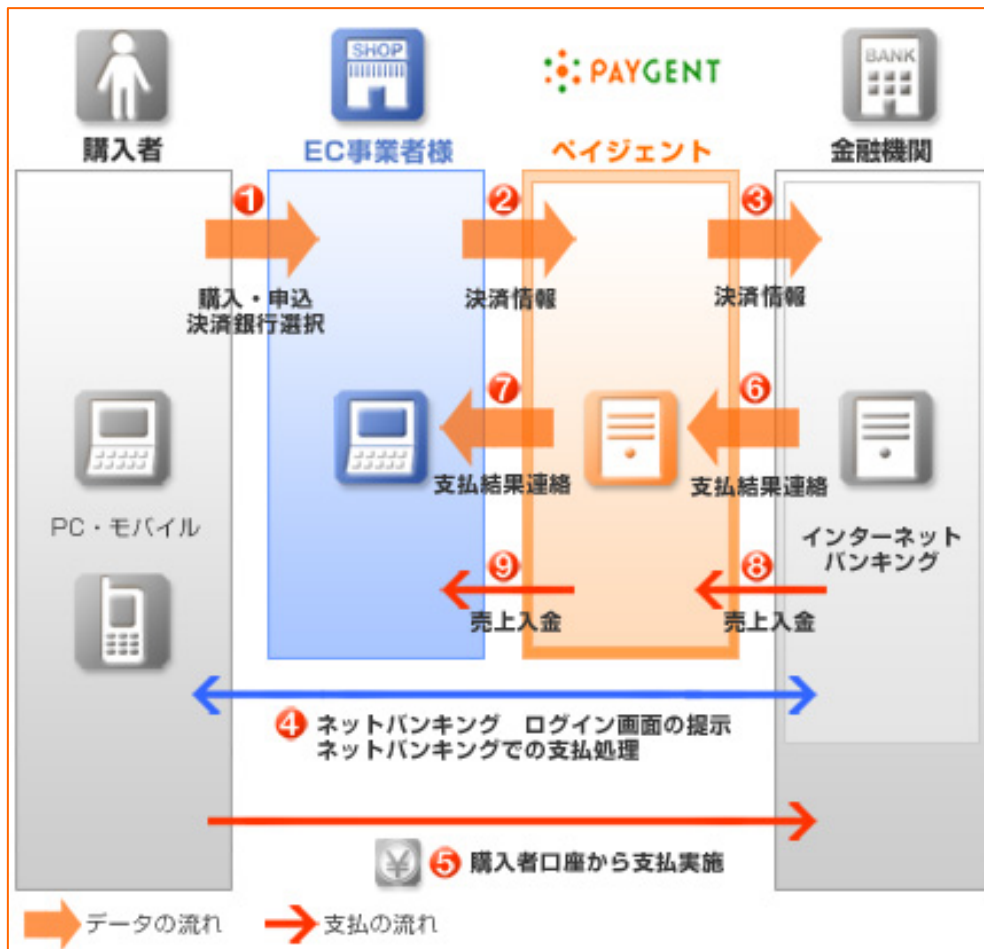 SHOP
PAYGENT
BANK
購入者
EC事業者様
ペイジェント
金融機関
1
2
3
購入・申込
決済銀行選択
決済情報
決済情報
7
6
支払結果連絡
支払結果連絡
PC・モバイル
インターネット
バンキング
9
8
売上入金
売上入金
4 ネットバンキング ログイン画面の提示
ネットバンキングでの支払処理
¥ 5 購入者口座から支払実施
データの流れ
支払の流れ